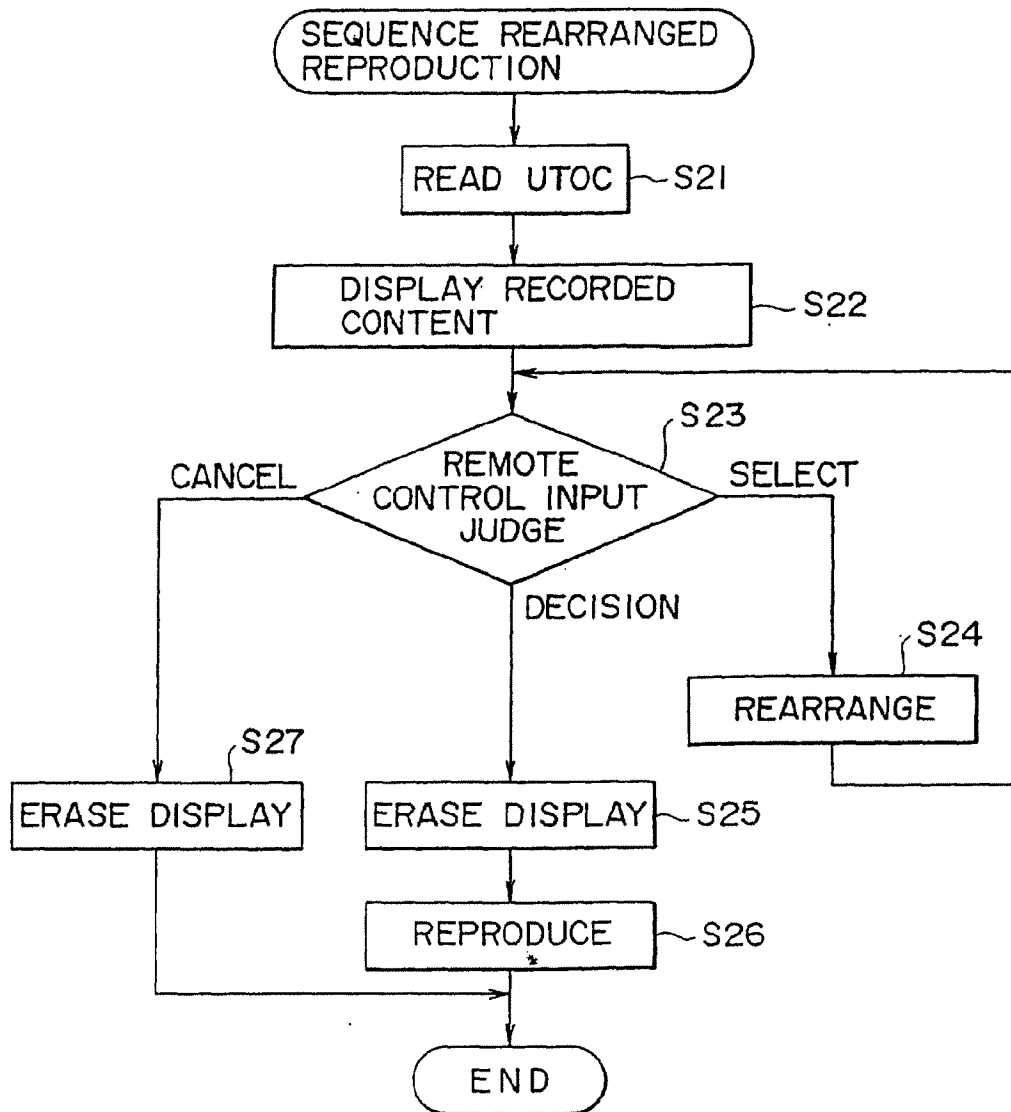 SEQUENCE REARRANGED
REPRODUCTION
READ UTOC
S21
DISPLAY RECORDED
CONTENT
S22
S23
CANCEL
REMOTE
CONTROL INPUT
JUDGE
SELECT
DECISION
S24
REARRANGE
S27
ERASE DISPLAY
ERASE DISPLAY
S25
REPRODUCE
S26
END